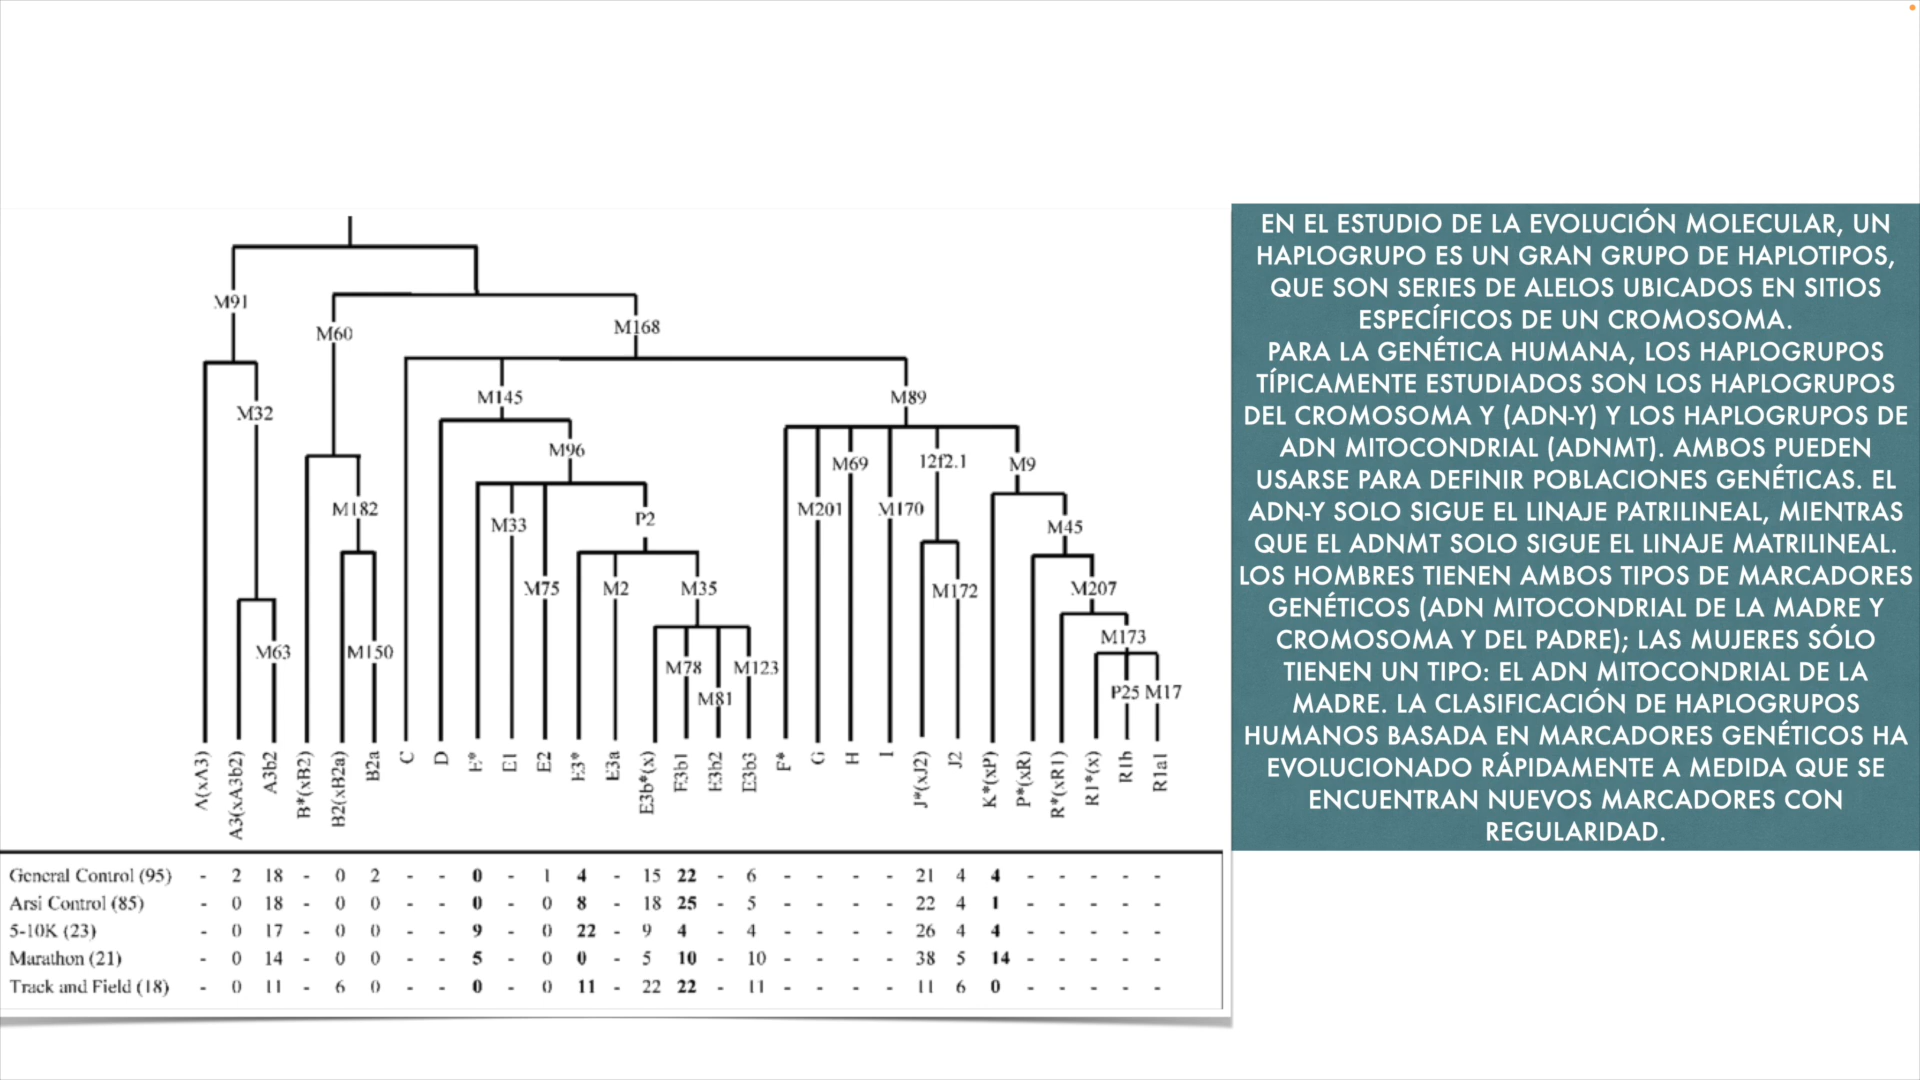 M91
M60
M168
M145
M89
M32
M96
M69
12f2.1
M9
M182
M201
M170
M33
P2
M45
M75
M2
M35
M172
M207
M63
M150
M173
M78
M123
M81
P25 M17
A(xA3)
A3(xA3b2)
A3b2
B*(xB2)
B2(xB2a)
B2a
C
D
E*
E1
E2
E3*
E3a
E3b*(x)
E3b1
E3b2
E3b3
F*
G
H
I
J*(xJ2)
J2
K*(xP)
P*(xR)
R*(xR1)
R1*(x)
R1b
R1a1
General Control (95) - 2 18 - 0 2 - - 0 - 1 4 - 15 22 - 6 - - - - 21 4 4 - - - - -
Arsi Control (85) - 0 18 - 0 0 - - 0 - 0 8 - 18 25 - 5 - - - - 22 4 1 - - - - -
5-10K (23) - 0 17 - 0 0 - - 9 - 0 22 - 9 4 - 4 - - - - 26 4 4 - - - - -
Marathon (21) - 0 14 - 0 0 - - 5 - 0 0 - 5 10 - 10 - - - - 38 5 14 - - - - -
Track and Field (18) - 0 11 - 6 0 - - 0 - 0 11 - 22 22 - 11 - - - - 11 6 0 - - - - -
EN EL ESTUDIO DE LA EVOLUCIÓN MOLECULAR, UN
HAPLOGRUPO ES UN GRAN GRUPO DE HAPLOTIPOS,
QUE SON SERIES DE ALELOS UBICADOS EN SITIOS
ESPECÍFICOS DE UN CROMOSOMA.
PARA LA GENÉTICA HUMANA, LOS HAPLOGRUPOS
TÍPICAMENTE ESTUDIADOS SON LOS HAPLOGRUPOS
DEL CROMOSOMA Y (ADN-Y) Y LOS HAPLOGRUPOS DE
ADN MITOCONDRIAL (ADNMT). AMBOS PUEDEN
USARSE PARA DEFINIR POBLACIONES GENÉTICAS. EL
ADN-Y SOLO SIGUE EL LINAJE PATRILINEAL, MIENTRAS
QUE EL ADNMT SOLO SIGUE EL LINAJE MATRILINEAL.
LOS HOMBRES TIENEN AMBOS TIPOS DE MARCADORES
GENÉTICOS (ADN MITOCONDRIAL DE LA MADRE Y
CROMOSOMA Y DEL PADRE); LAS MUJERES SÓLO
TIENEN UN TIPO: EL ADN MITOCONDRIAL DE LA
MADRE. LA CLASIFICACIÓN DE HAPLOGRUPOS
HUMANOS BASADA EN MARCADORES GENÉTICOS HA
EVOLUCIONADO RÁPIDAMENTE A MEDIDA QUE SE
ENCUENTRAN NUEVOS MARCADORES CON
REGULARIDAD.